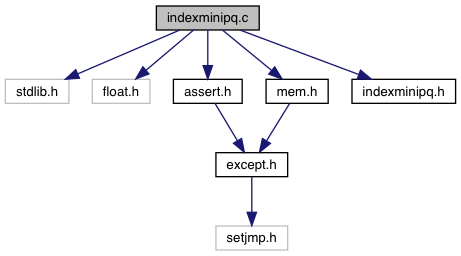 indexminipq.c
stdlib.h
float.h
assert.h
mem.h
indexminipq.h
except.h
setjmp.h